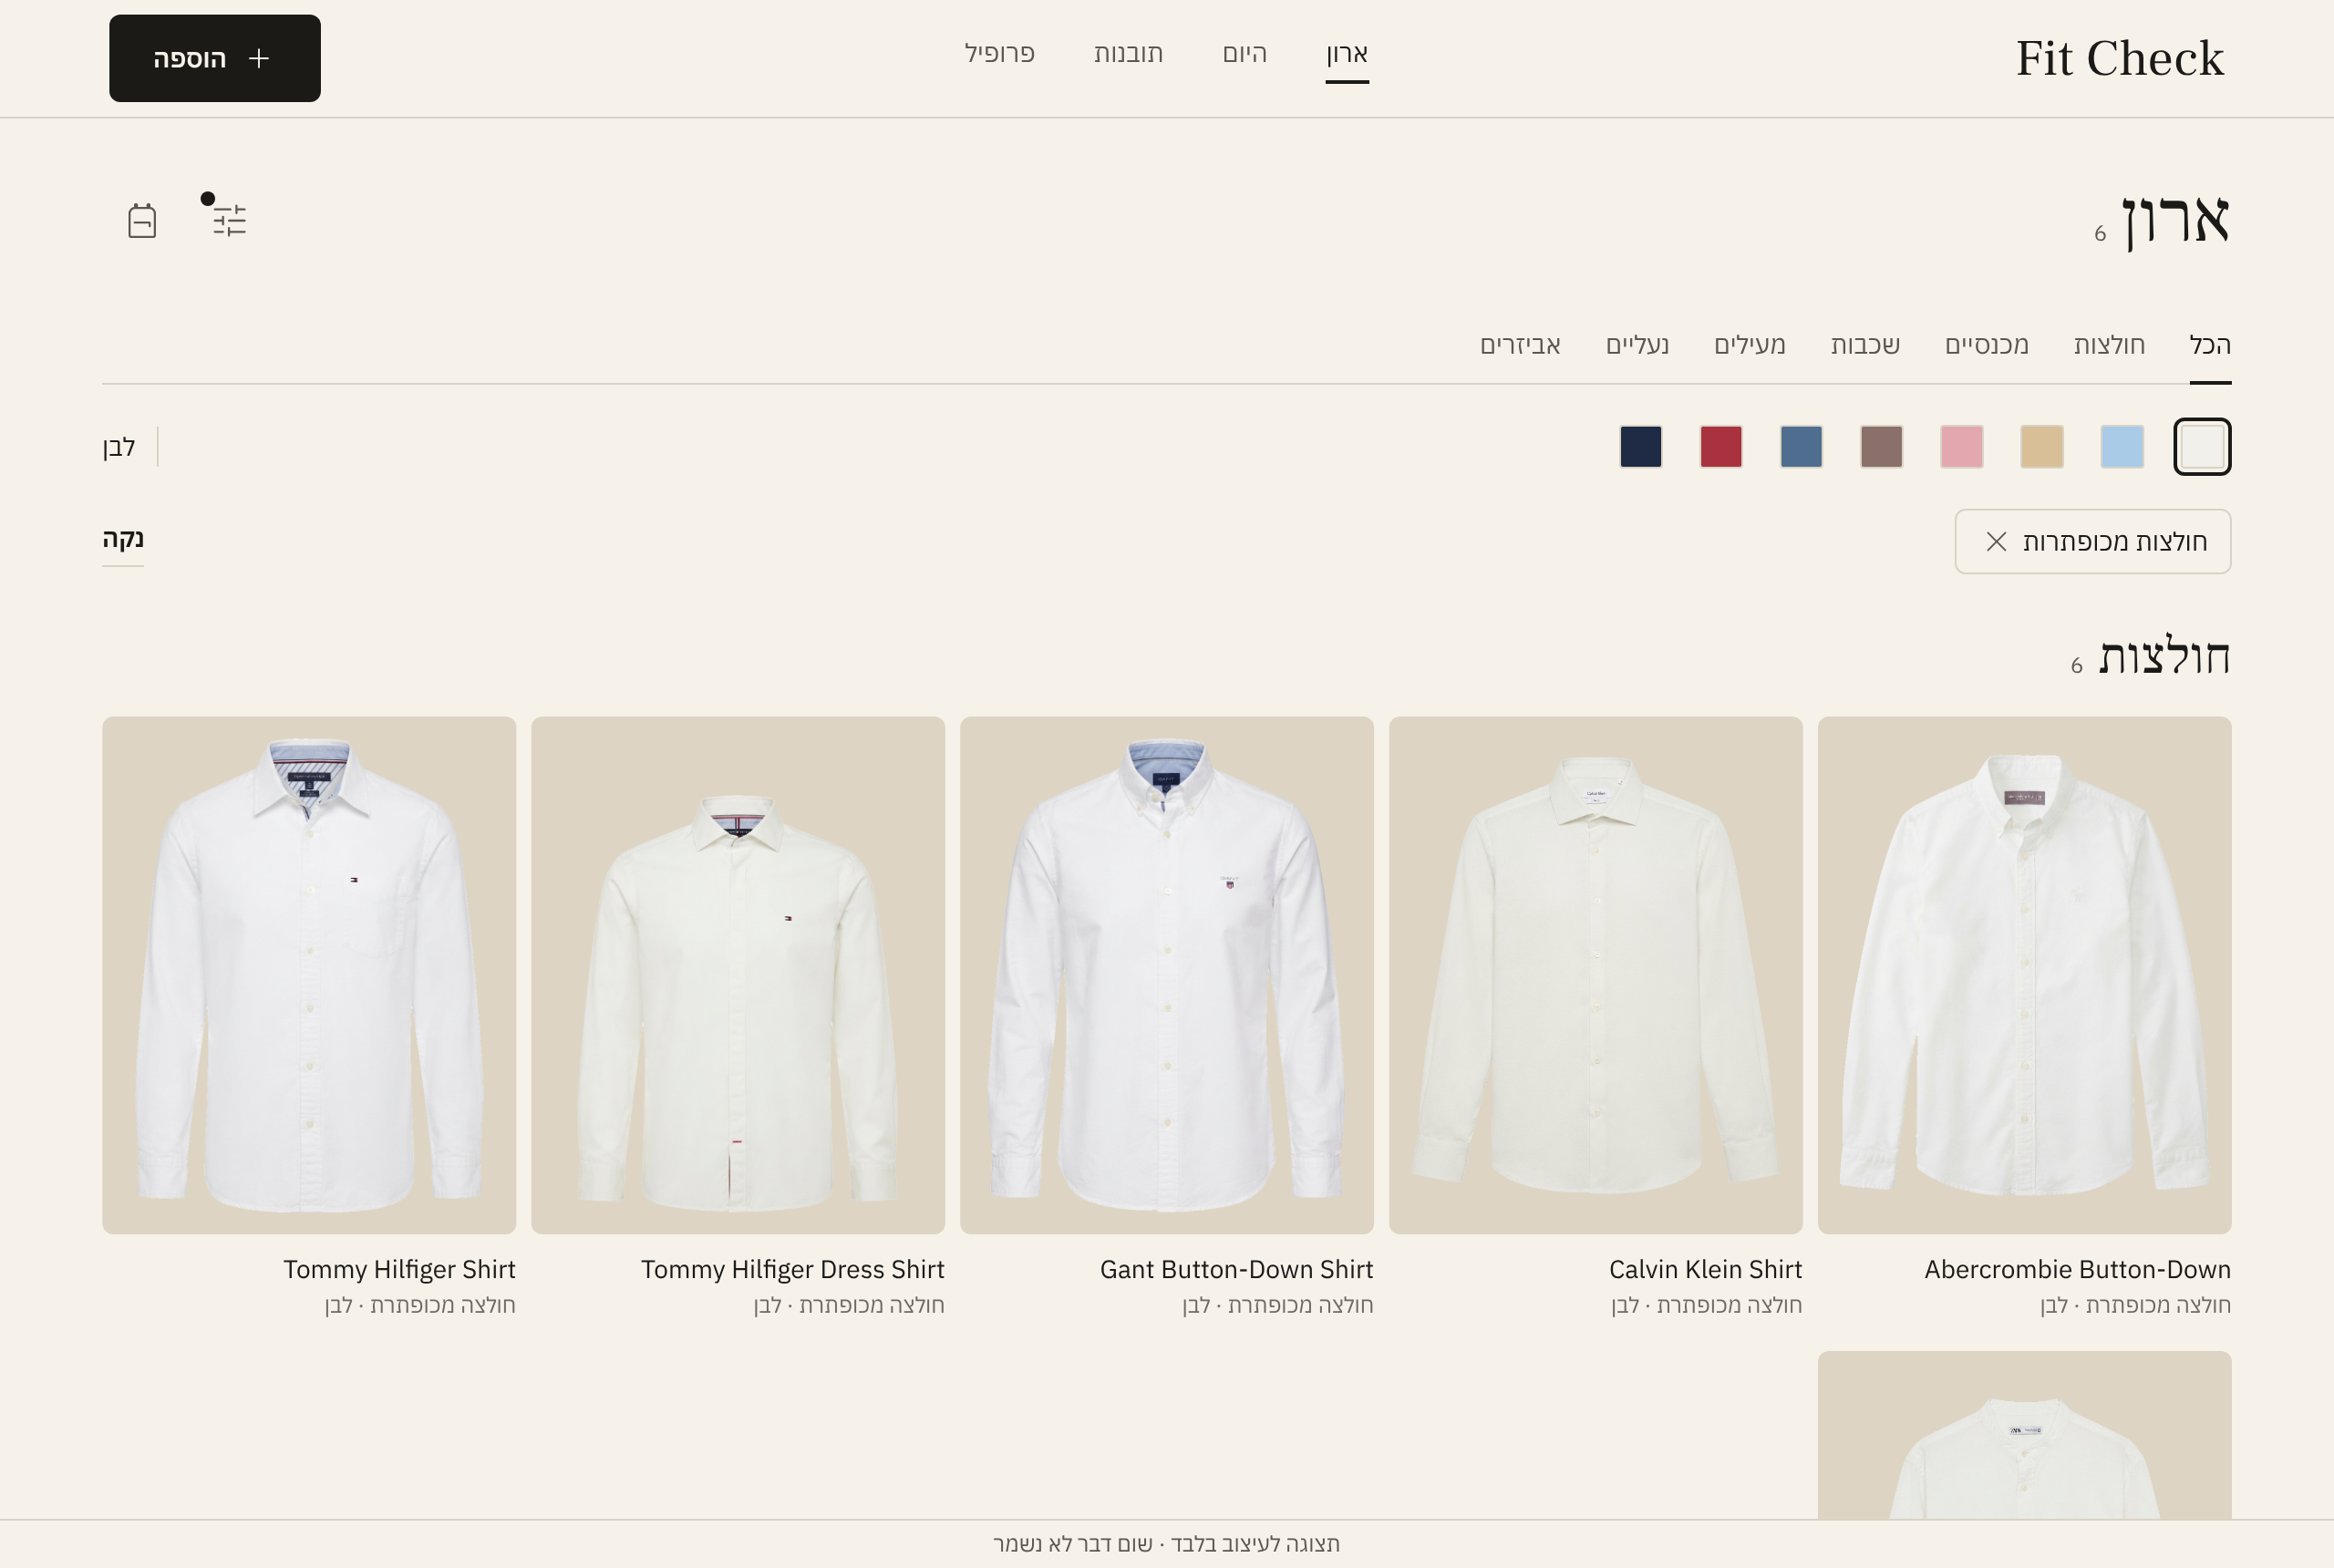 Fit Check
ארון
היום
תובנות
פרופיל
הוספה
ארון 6
הכל
חולצות
מכנסיים
שכבות
מעילים
נעליים
אביזרים
לבן
חולצות מכופתרות
נקה
חולצות 6
Abercrombie Button-Down
חולצה מכופתרת · לבן
Calvin Klein Shirt
חולצה מכופתרת · לבן
Gant Button-Down Shirt
חולצה מכופתרת · לבן
Tommy Hilfiger Dress Shirt
חולצה מכופתרת · לבן
Tommy Hilfiger Shirt
חולצה מכופתרת · לבן
תצוגה לעיצוב בלבד · שום דבר לא נשמר